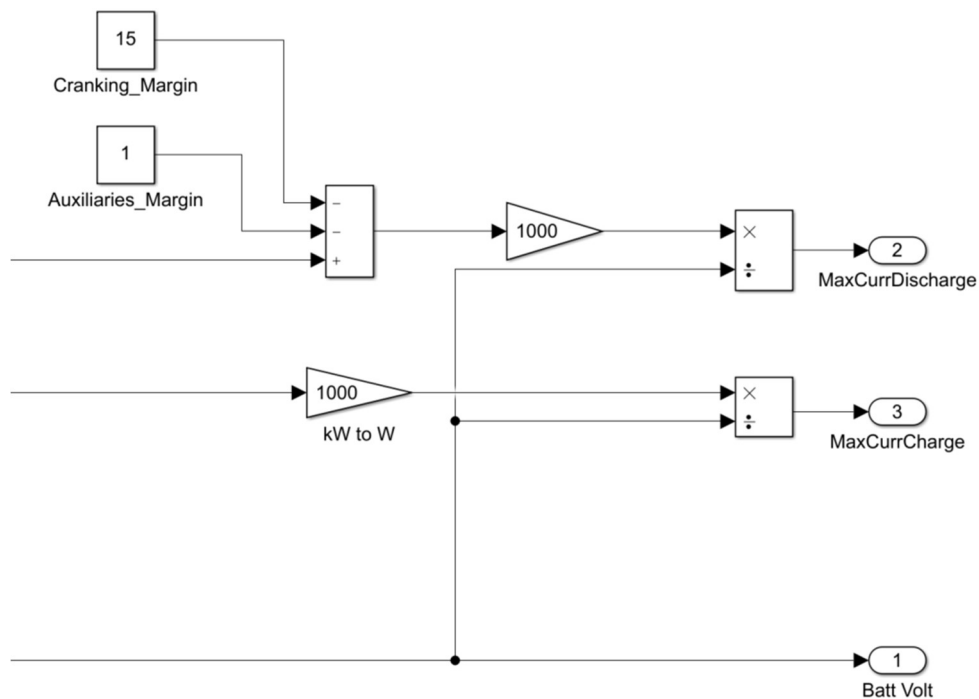 15
Cranking_Margin
1
Auxiliaries_Margin
−
−
+
1000
×
÷
2
MaxCurrDischarge
1000
kW to W
×
÷
3
MaxCurrCharge
1
Batt Volt